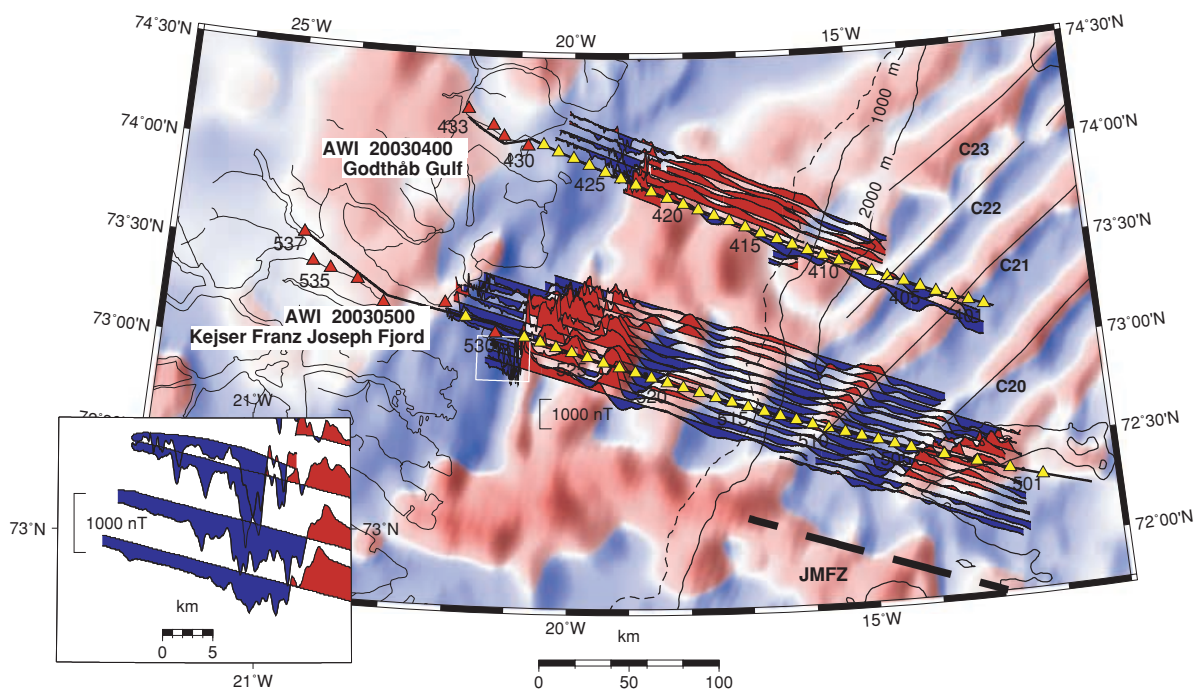 74˚30'N
25˚W
20˚W
15˚W
74˚30'N
1000 m
74˚00'N
433
AWI 20030400
430
Godthåb Gulf
425
C23
74˚00'N
2000 m
420
C22
73˚30'N
537
415
410
C21
73˚30'N
535
405
401
AWI 20030500
Kejser Franz Joseph Fjord
73˚00'N
530
525
73˚00'N
520
C20
21˚W
1000 nT
515
510
72˚30'N
501
1000 nT
73˚N
73˚N
72˚00'N
JMFZ
km
0 5
20˚W
15˚W
km
21˚W
0 50 100